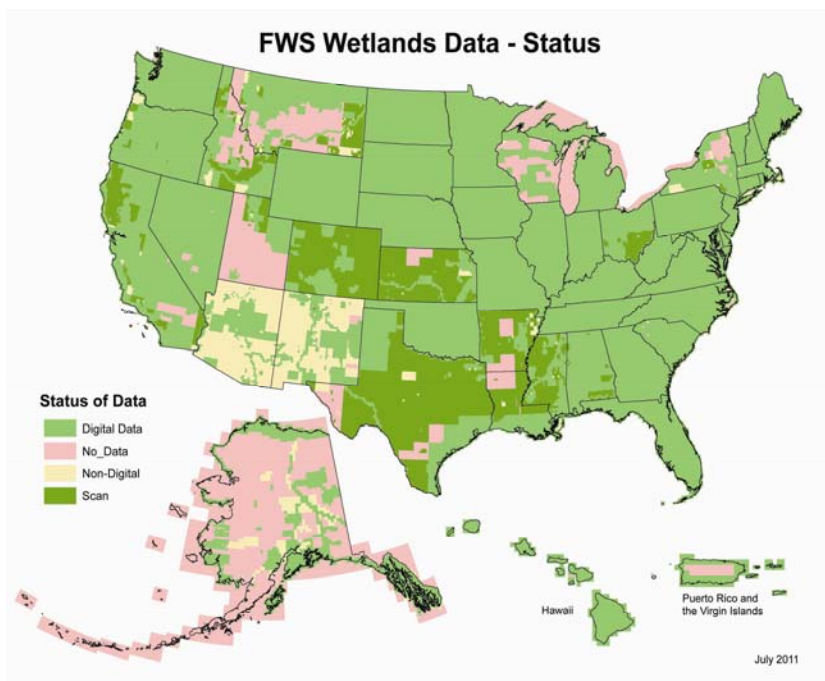 FWS Wetlands Data - Status
Status of Data
Digital Data
No_Data
Non-Digital
Scan
Hawaii
Puerto Rico and
the Virgin Islands
July 2011